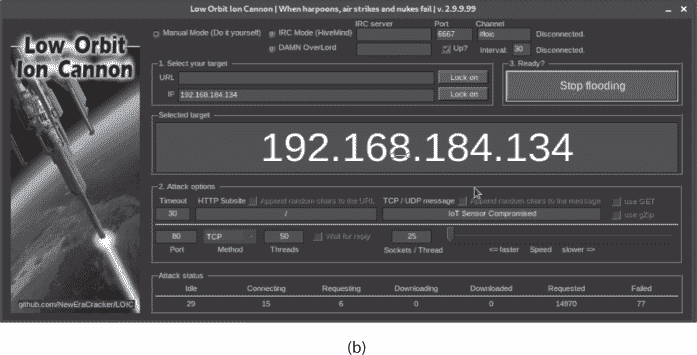 Low Orbit Ion Cannon | When harpoons, air strikes and nukes fail | v. 2.9.9.99
Low Orbit
Ion Cannon
github.com/NewEraCracker/LOIC
IRC server Port Channel
Manual Mode (Do it yourself) IRC Mode (HiveMind) 6667 #loic Disconnected.
DAMN OverLord Up? Interval: 30 Disconnected.
1. Select your target
URL Lock on
IP 192.168.184.134 Lock on
3. Ready?
Stop flooding
Selected target
192.168.184.134
2. Attack options
Timeout HTTP Subsite Append random chars to the URL TCP / UDP message Append random chars to the message use GET
30 / IoT Sensor Compromised use gZip
80 TCP 50 Wait for reply 25
Port Method Threads Sockets / Thread <= faster Speed slower =>
Attack status
Idle Connecting Requesting Downloading Downloaded Requested Failed
29 15 6 0 0 14970 77
(b)